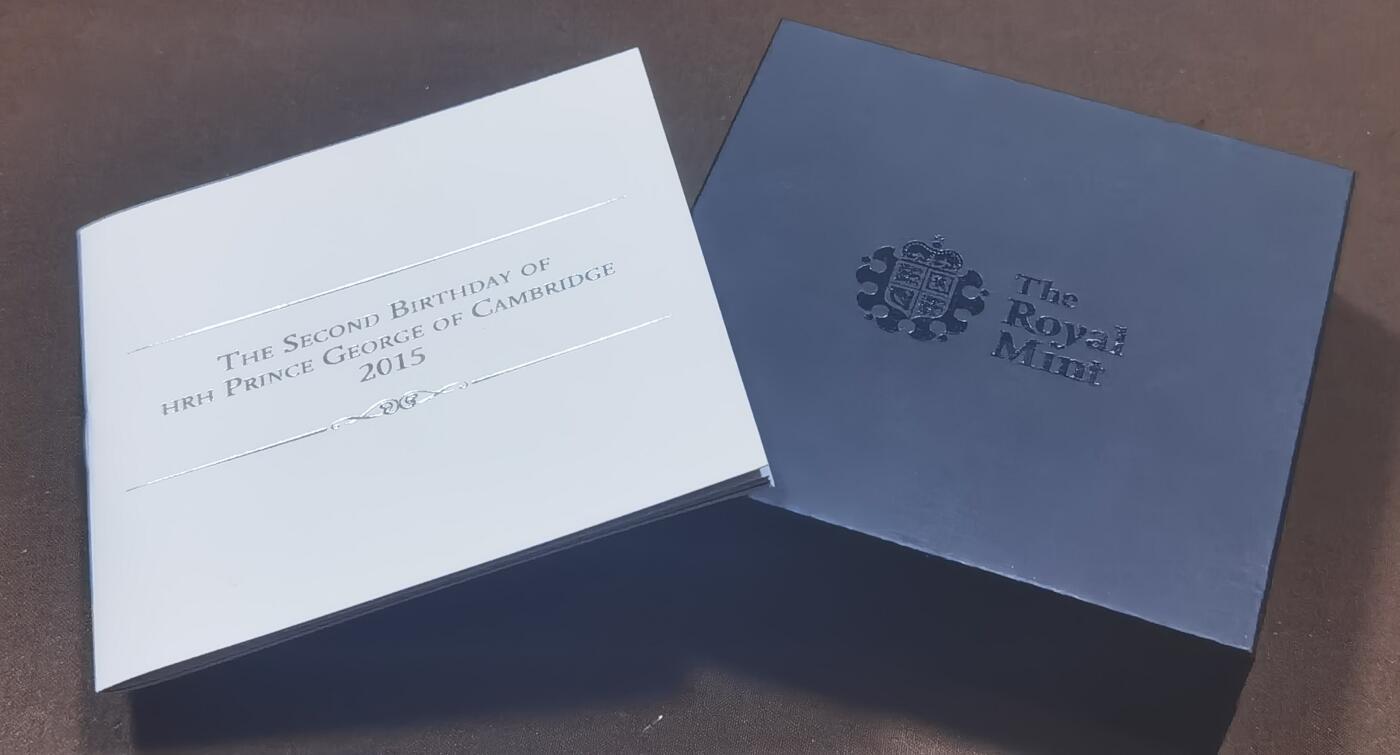 The Second Birthday of
HRH Prince George of Cambridge
2015
The
Royal
Mint